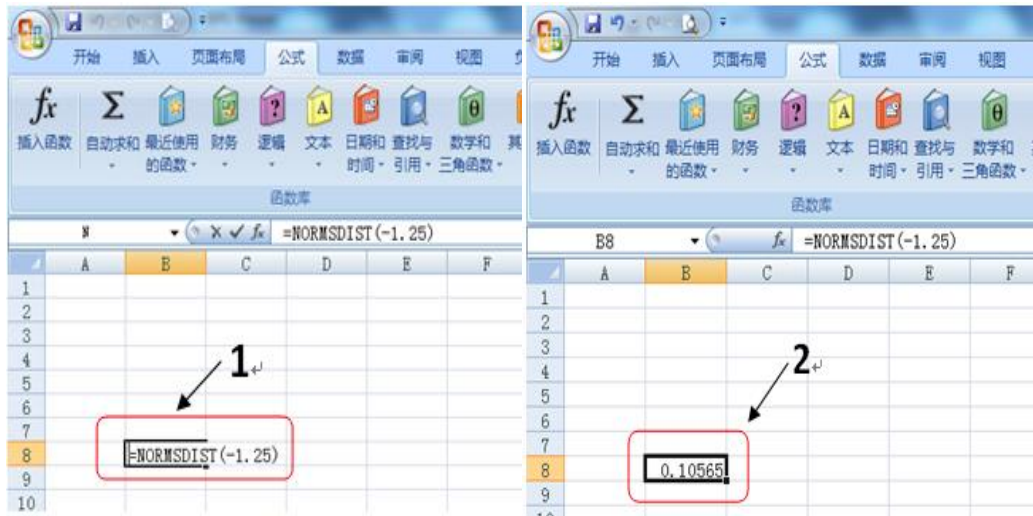 开始 插入 页面布局 公式 数据 审阅 视图
fx Σ ? A θ
插入函数 自动求和 最近使用的函数 财务 逻辑 文本 日期和时间 查找与引用 数学和三角函数 其
函数库
N fx =NORMSDIST(-1.25)
A B C D E F
1
2
3
4
5
6
7
8 =NORMSDIST(-1.25)
9
10
1
开始 插入 页面布局 公式 数据 审阅 视图
fx Σ ? A θ
插入函数 自动求和 最近使用的函数 财务 逻辑 文本 日期和时间 查找与引用 数学和三角函数
函数库
B8 fx =NORMSDIST(-1.25)
A B C D E F
1
2
3
4
5
6
7
8 0.10565
9
2